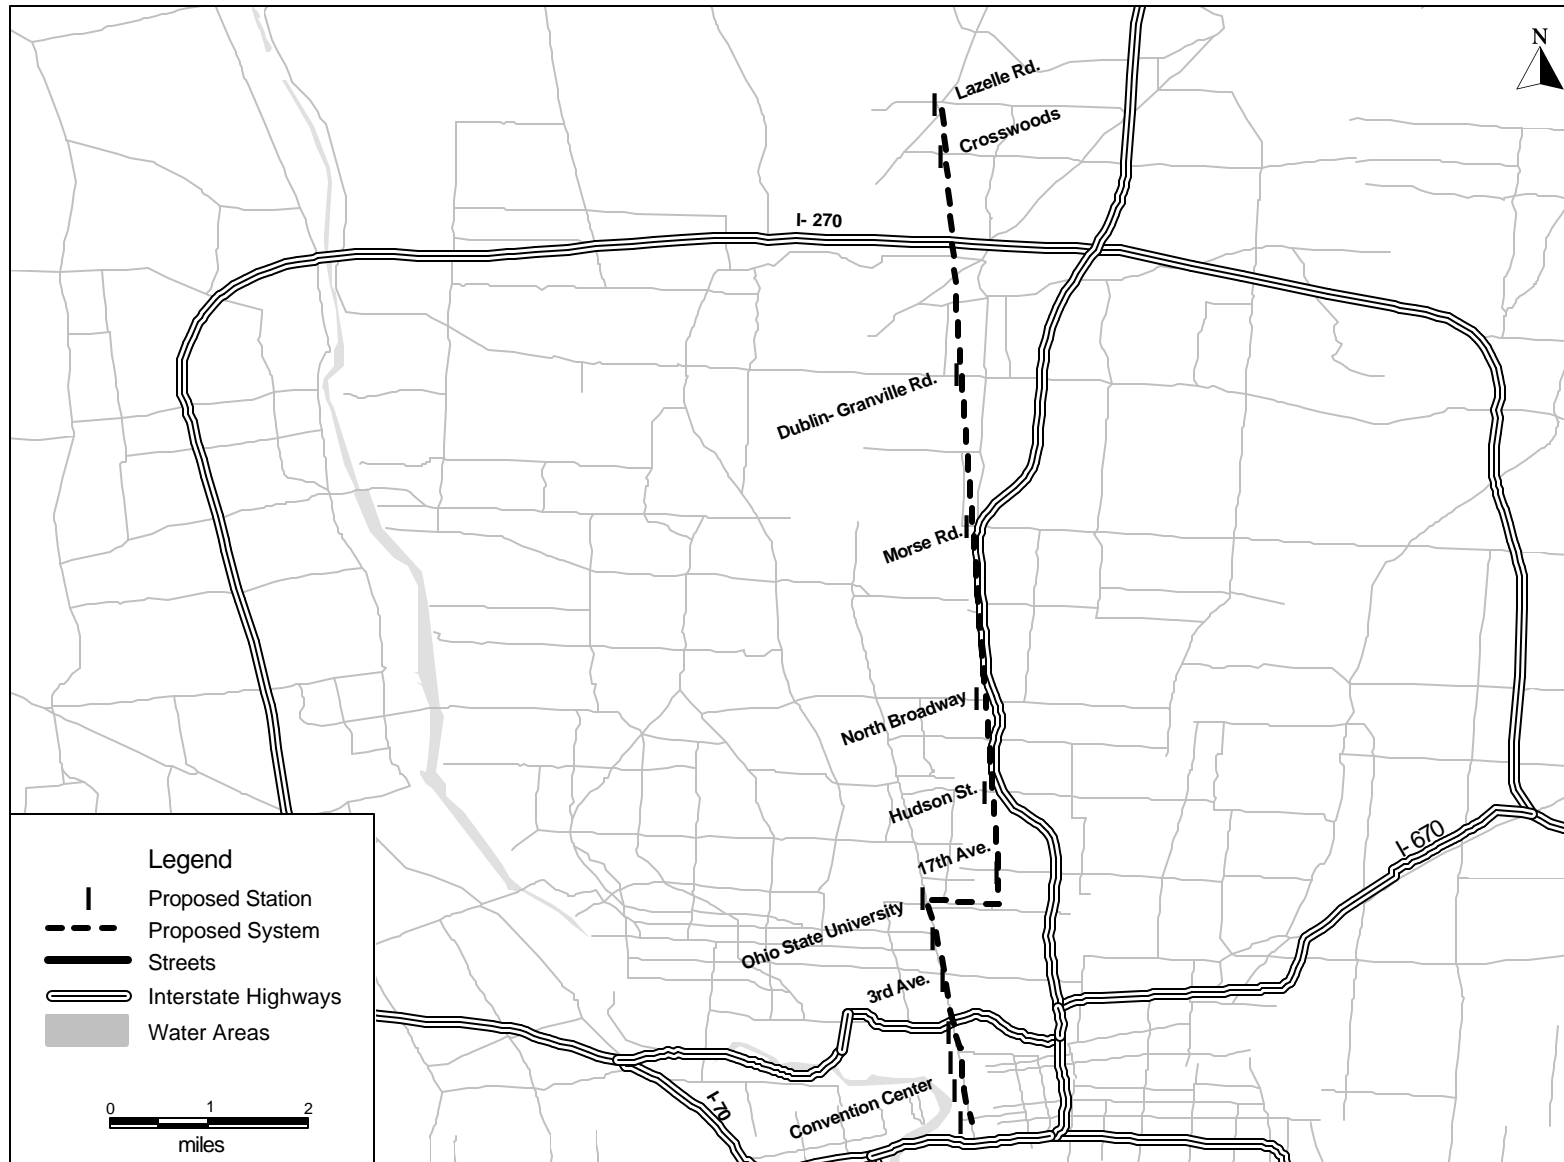 N
Lazelle Rd.
Crosswoods
I- 270
Dublin- Granville Rd.
Morse Rd.
North Broadway
Hudson St.
I- 670
17th Ave.
Ohio State University
3rd Ave.
Convention Center
I-70
Legend
Proposed Station
Proposed System
Streets
Interstate Highways
Water Areas
0 1 2
miles